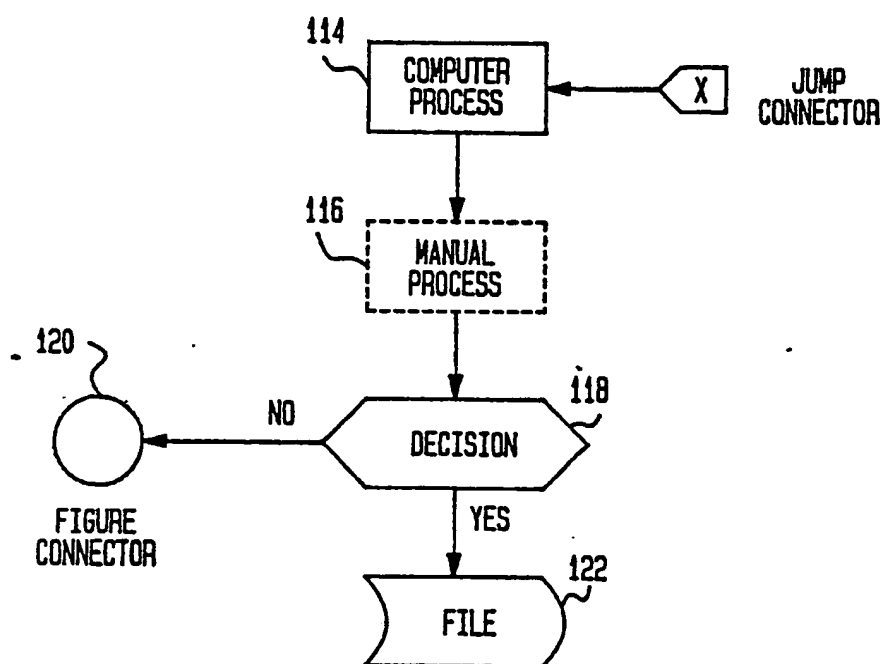 114
COMPUTER
PROCESS
X
JUMP
CONNECTOR
116
MANUAL
PROCESS
120
NO
118
DECISION
FIGURE
CONNECTOR
YES
122
FILE